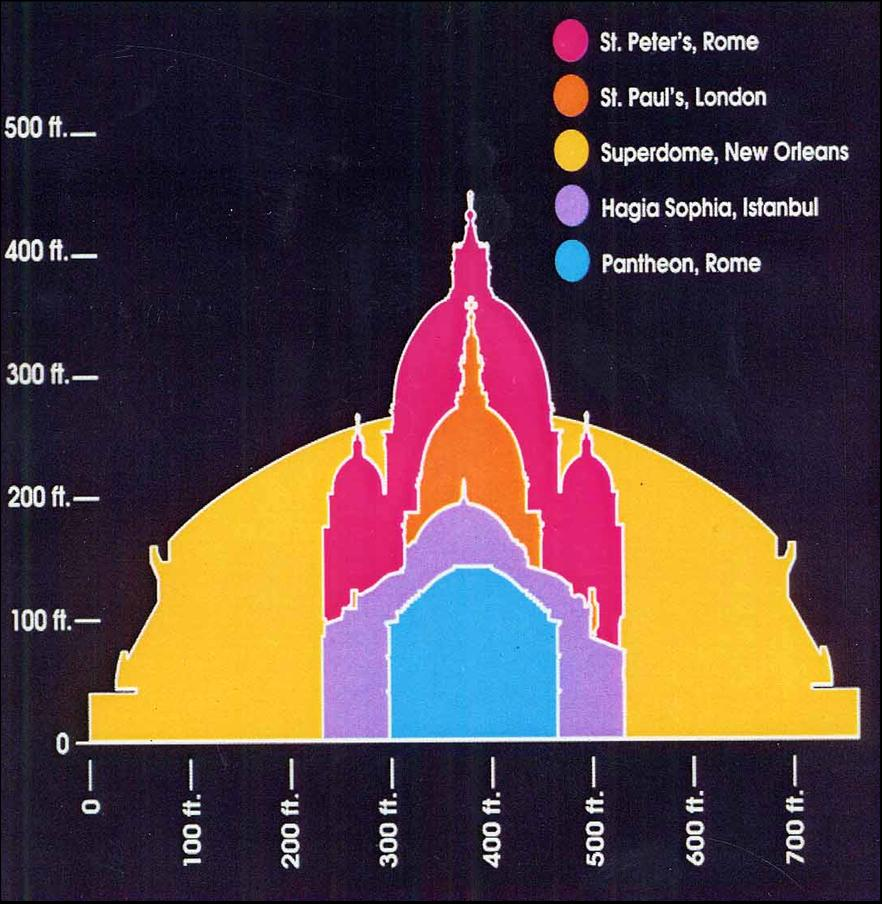 St. Peter's, Rome
St. Paul's, London
Superdome, New Orleans
Hagia Sophia, Istanbul
Pantheon, Rome
500 ft.
400 ft.
300 ft.
200 ft.
100 ft.
0
0
100 ft.
200 ft.
300 ft.
400 ft.
500 ft.
600 ft.
700 ft.